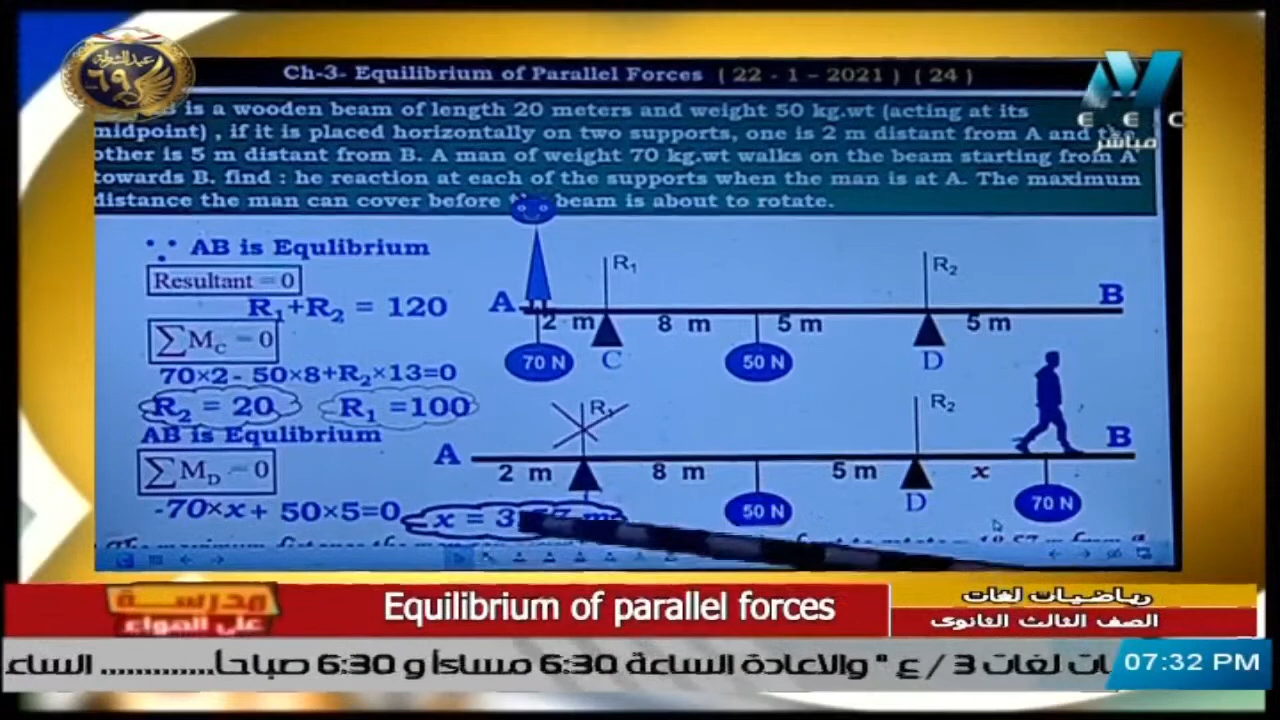 عيد الشرطة
٦٩
Ch-3- Equilibrium of Parallel Forces ( 22 - 1 - 2021 ) ( 24 )
is a wooden beam of length 20 meters and weight 50 kg.wt (acting at its
midpoint) , if it is placed horizontally on two supports, one is 2 m distant from A and the
other is 5 m distant from B. A man of weight 70 kg.wt walks on the beam starting from A
towards B. find : he reaction at each of the supports when the man is at A. The maximum
distance the man can cover before beam is about to rotate.
E E C
مباشر
∵ AB is Equlibrium
Resultant = 0
R1+R2 = 120
∑MC = 0
70×2- 50×8+R2×13=0
R2 = 20 R1 =100
AB is Equlibrium
∑MD = 0
-70×x+ 50×5=0
R1 R2
A B
2 m 8 m 5 m 5 m
70 N C 50 N D
R2
A B
2 m 8 m 5 m x
50 N D 70 N
مدرسة
على الهواء
Equilibrium of parallel forces
رياضيات لغات
الصف الثالث الثانوى
ات لغات 3 / ع " والاعادة الساعة 6:30 مساءاً و 6:30 صباحاً............ الساع
07:32 PM